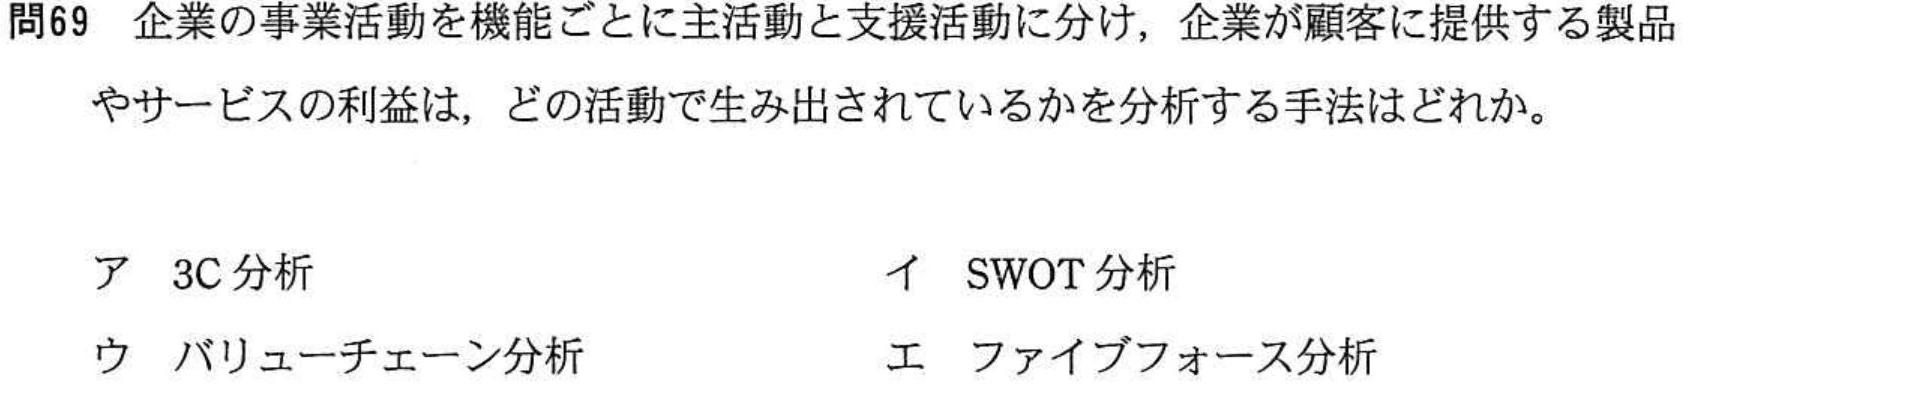 問69 企業の事業活動を機能ごとに主活動と支援活動に分け，企業が顧客に提供する製品
やサービスの利益は，どの活動で生み出されているかを分析する手法はどれか。
ア 3C 分析 イ SWOT 分析
ウ バリューチェーン分析 エ ファイブフォース分析